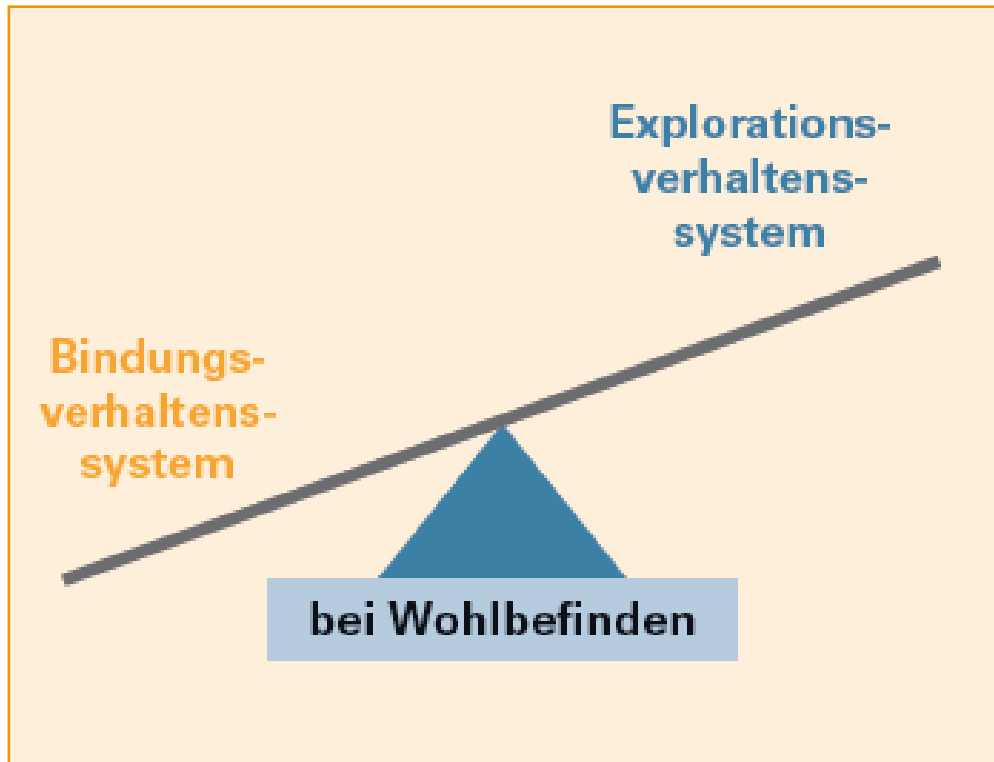 Explorations-
verhaltens-
system
Bindungs-
verhaltens-
system
bei Wohlbefinden